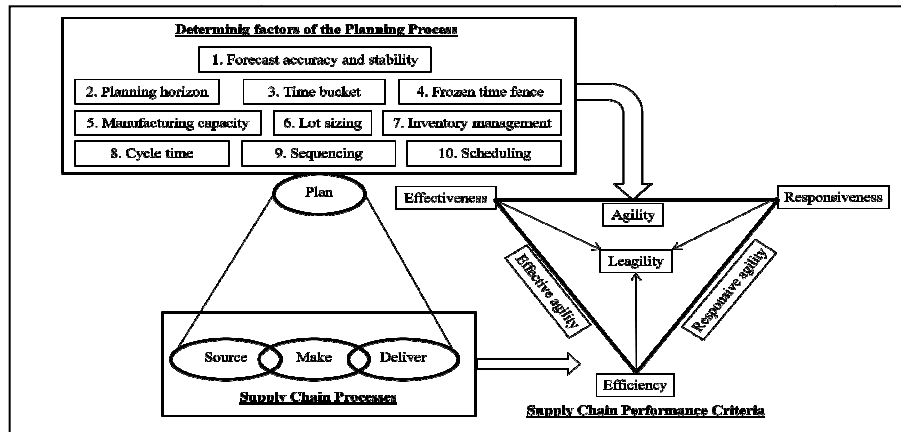 Determinig factors of the Planning Process
1. Forecast accuracy and stability
2. Planning horizon 3. Time bucket 4. Frozen time fence
5. Manufacturing capacity 6. Lot sizing 7. Inventory management
8. Cycle time 9. Sequencing 10. Scheduling
Plan
Effectiveness Agility Responsiveness
Leagility
Effective agility Responsive agility
Source Make Deliver
Efficiency
Supply Chain Processes
Supply Chain Performance Criteria